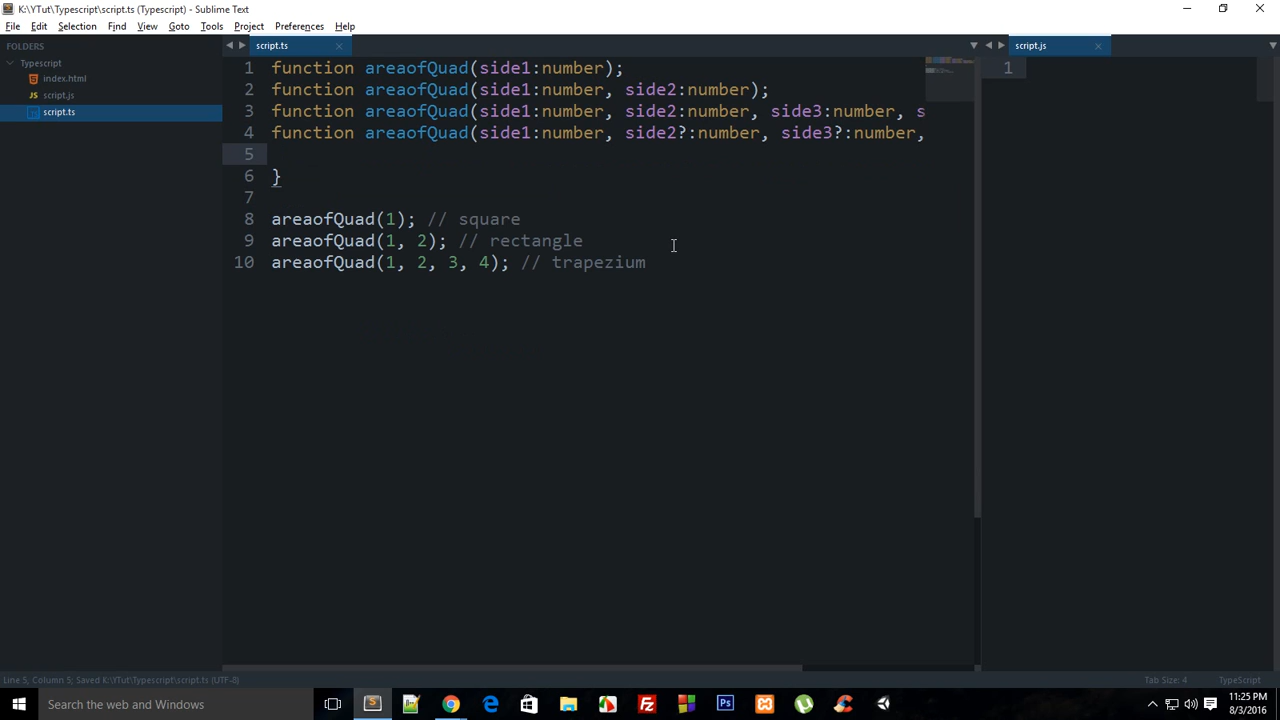 K:\YTut\Typescript\script.ts (Typescript) - Sublime Text
File Edit Selection Find View Goto Tools Project Preferences Help
FOLDERS
Typescript
index.html
script.js
script.ts
script.ts
1 function areaofQuad(side1:number);
2 function areaofQuad(side1:number, side2:number);
3 function areaofQuad(side1:number, side2:number, side3:number, s
4 function areaofQuad(side1:number, side2?:number, side3?:number,
5
6 }
7
8 areaofQuad(1); // square
9 areaofQuad(1, 2); // rectangle
10 areaofQuad(1, 2, 3, 4); // trapezium
script.js
1
Line 5, Column 5; Saved K:\YTut\Typescript\script.ts (UTF-8)
Tab Size: 4
TypeScript
Search the web and Windows
11:25 PM
8/3/2016